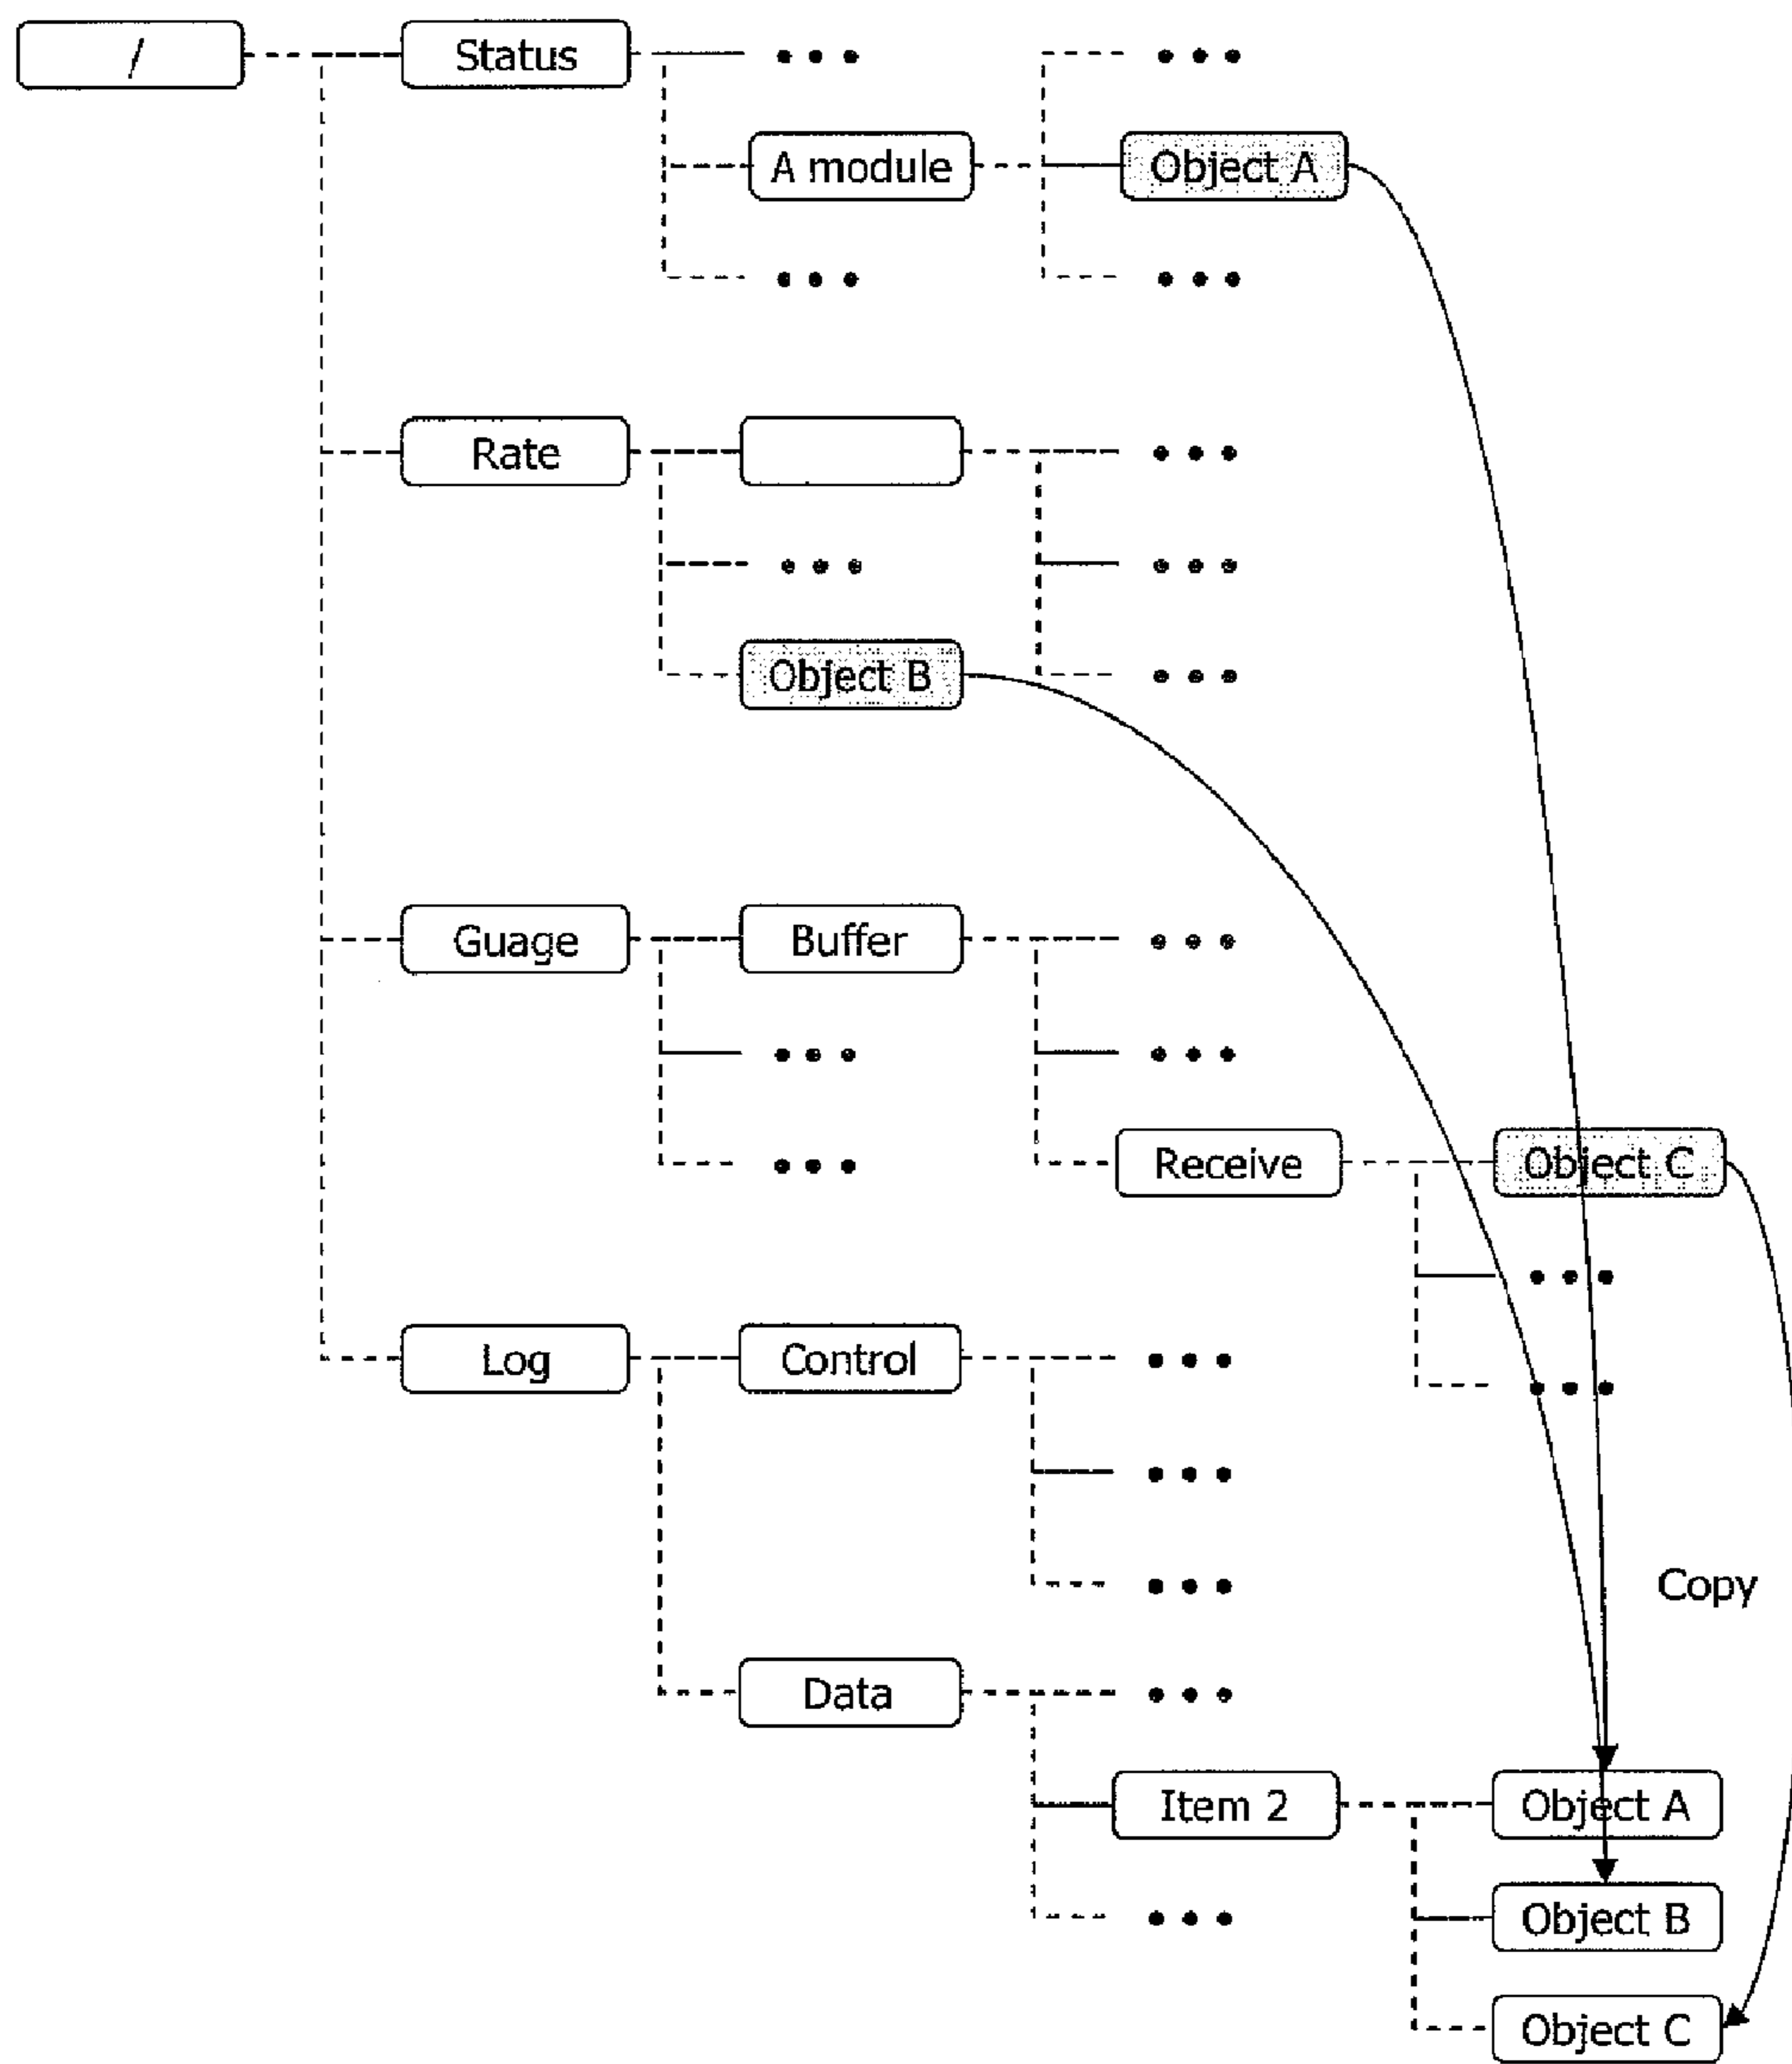 /
Status
• • •
• • •
A module
Object A
• • •
• • •
Rate
• • •
• • •
• • •
Object B
• • •
Guage
Buffer
• • •
• • •
• • •
• • •
Receive
Object C
• • •
• • •
Log
Control
• • •
• • •
• • •
Copy
Data
• • •
Item 2
Object A
• • •
Object B
Object C